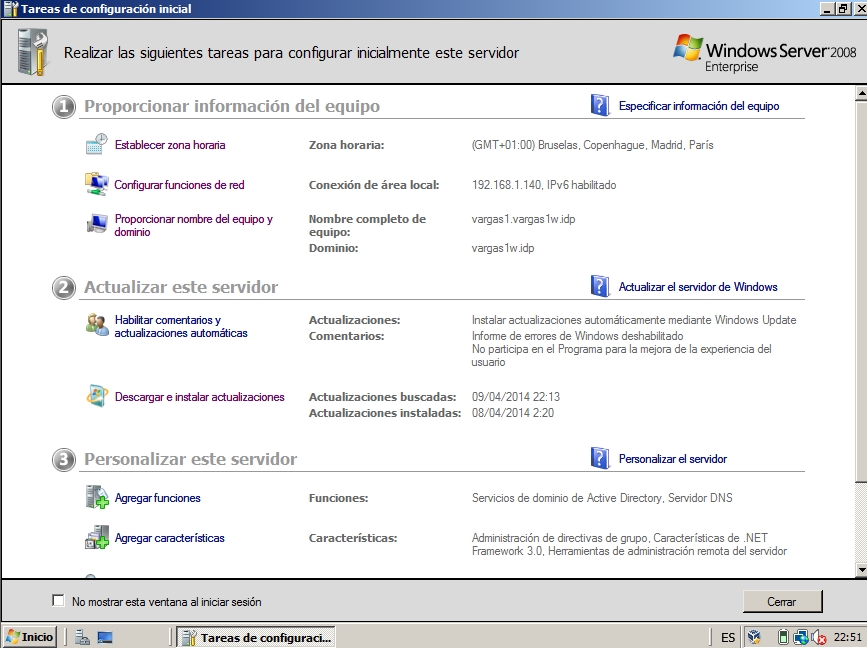 Tareas de configuración inicial
Realizar las siguientes tareas para configurar inicialmente este servidor
Windows Server 2008
Enterprise
1 Proporcionar información del equipo
Especificar información del equipo
Establecer zona horaria
Zona horaria:
(GMT+01:00) Bruselas, Copenhague, Madrid, París
Configurar funciones de red
Conexión de área local:
192.168.1.140, IPv6 habilitado
Proporcionar nombre del equipo y
dominio
Nombre completo de
equipo:
vargas1.vargas1w.idp
Dominio:
vargas1w.idp
2 Actualizar este servidor
Actualizar el servidor de Windows
Habilitar comentarios y
actualizaciones automáticas
Actualizaciones:
Instalar actualizaciones automáticamente mediante Windows Update
Comentarios:
Informe de errores de Windows deshabilitado
No participa en el Programa para la mejora de la experiencia del
usuario
Descargar e instalar actualizaciones
Actualizaciones buscadas:
09/04/2014 22:13
Actualizaciones instaladas:
08/04/2014 2:20
3 Personalizar este servidor
Personalizar el servidor
Agregar funciones
Funciones:
Servicios de dominio de Active Directory, Servidor DNS
Agregar características
Características:
Administración de directivas de grupo, Características de .NET
Framework 3.0, Herramientas de administración remota del servidor
No mostrar esta ventana al iniciar sesión
Cerrar
Inicio
Tareas de configuraci...
ES
22:51